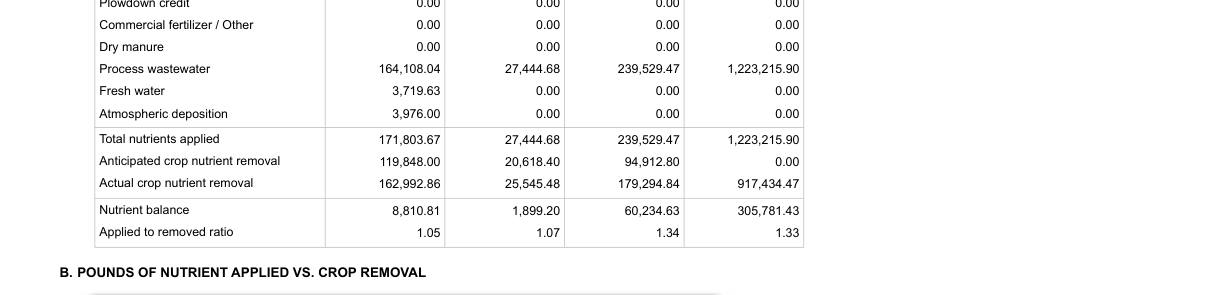 Plowdown credit 0.00 0.00 0.00 0.00
Commercial fertilizer / Other 0.00 0.00 0.00 0.00
Dry manure 0.00 0.00 0.00 0.00
Process wastewater 164,108.04 27,444.68 239,529.47 1,223,215.90
Fresh water 3,719.63 0.00 0.00 0.00
Atmospheric deposition 3,976.00 0.00 0.00 0.00
Total nutrients applied 171,803.67 27,444.68 239,529.47 1,223,215.90
Anticipated crop nutrient removal 119,848.00 20,618.40 94,912.80 0.00
Actual crop nutrient removal 162,992.86 25,545.48 179,294.84 917,434.47
Nutrient balance 8,810.81 1,899.20 60,234.63 305,781.43
Applied to removed ratio 1.05 1.07 1.34 1.33
B. POUNDS OF NUTRIENT APPLIED VS. CROP REMOVAL